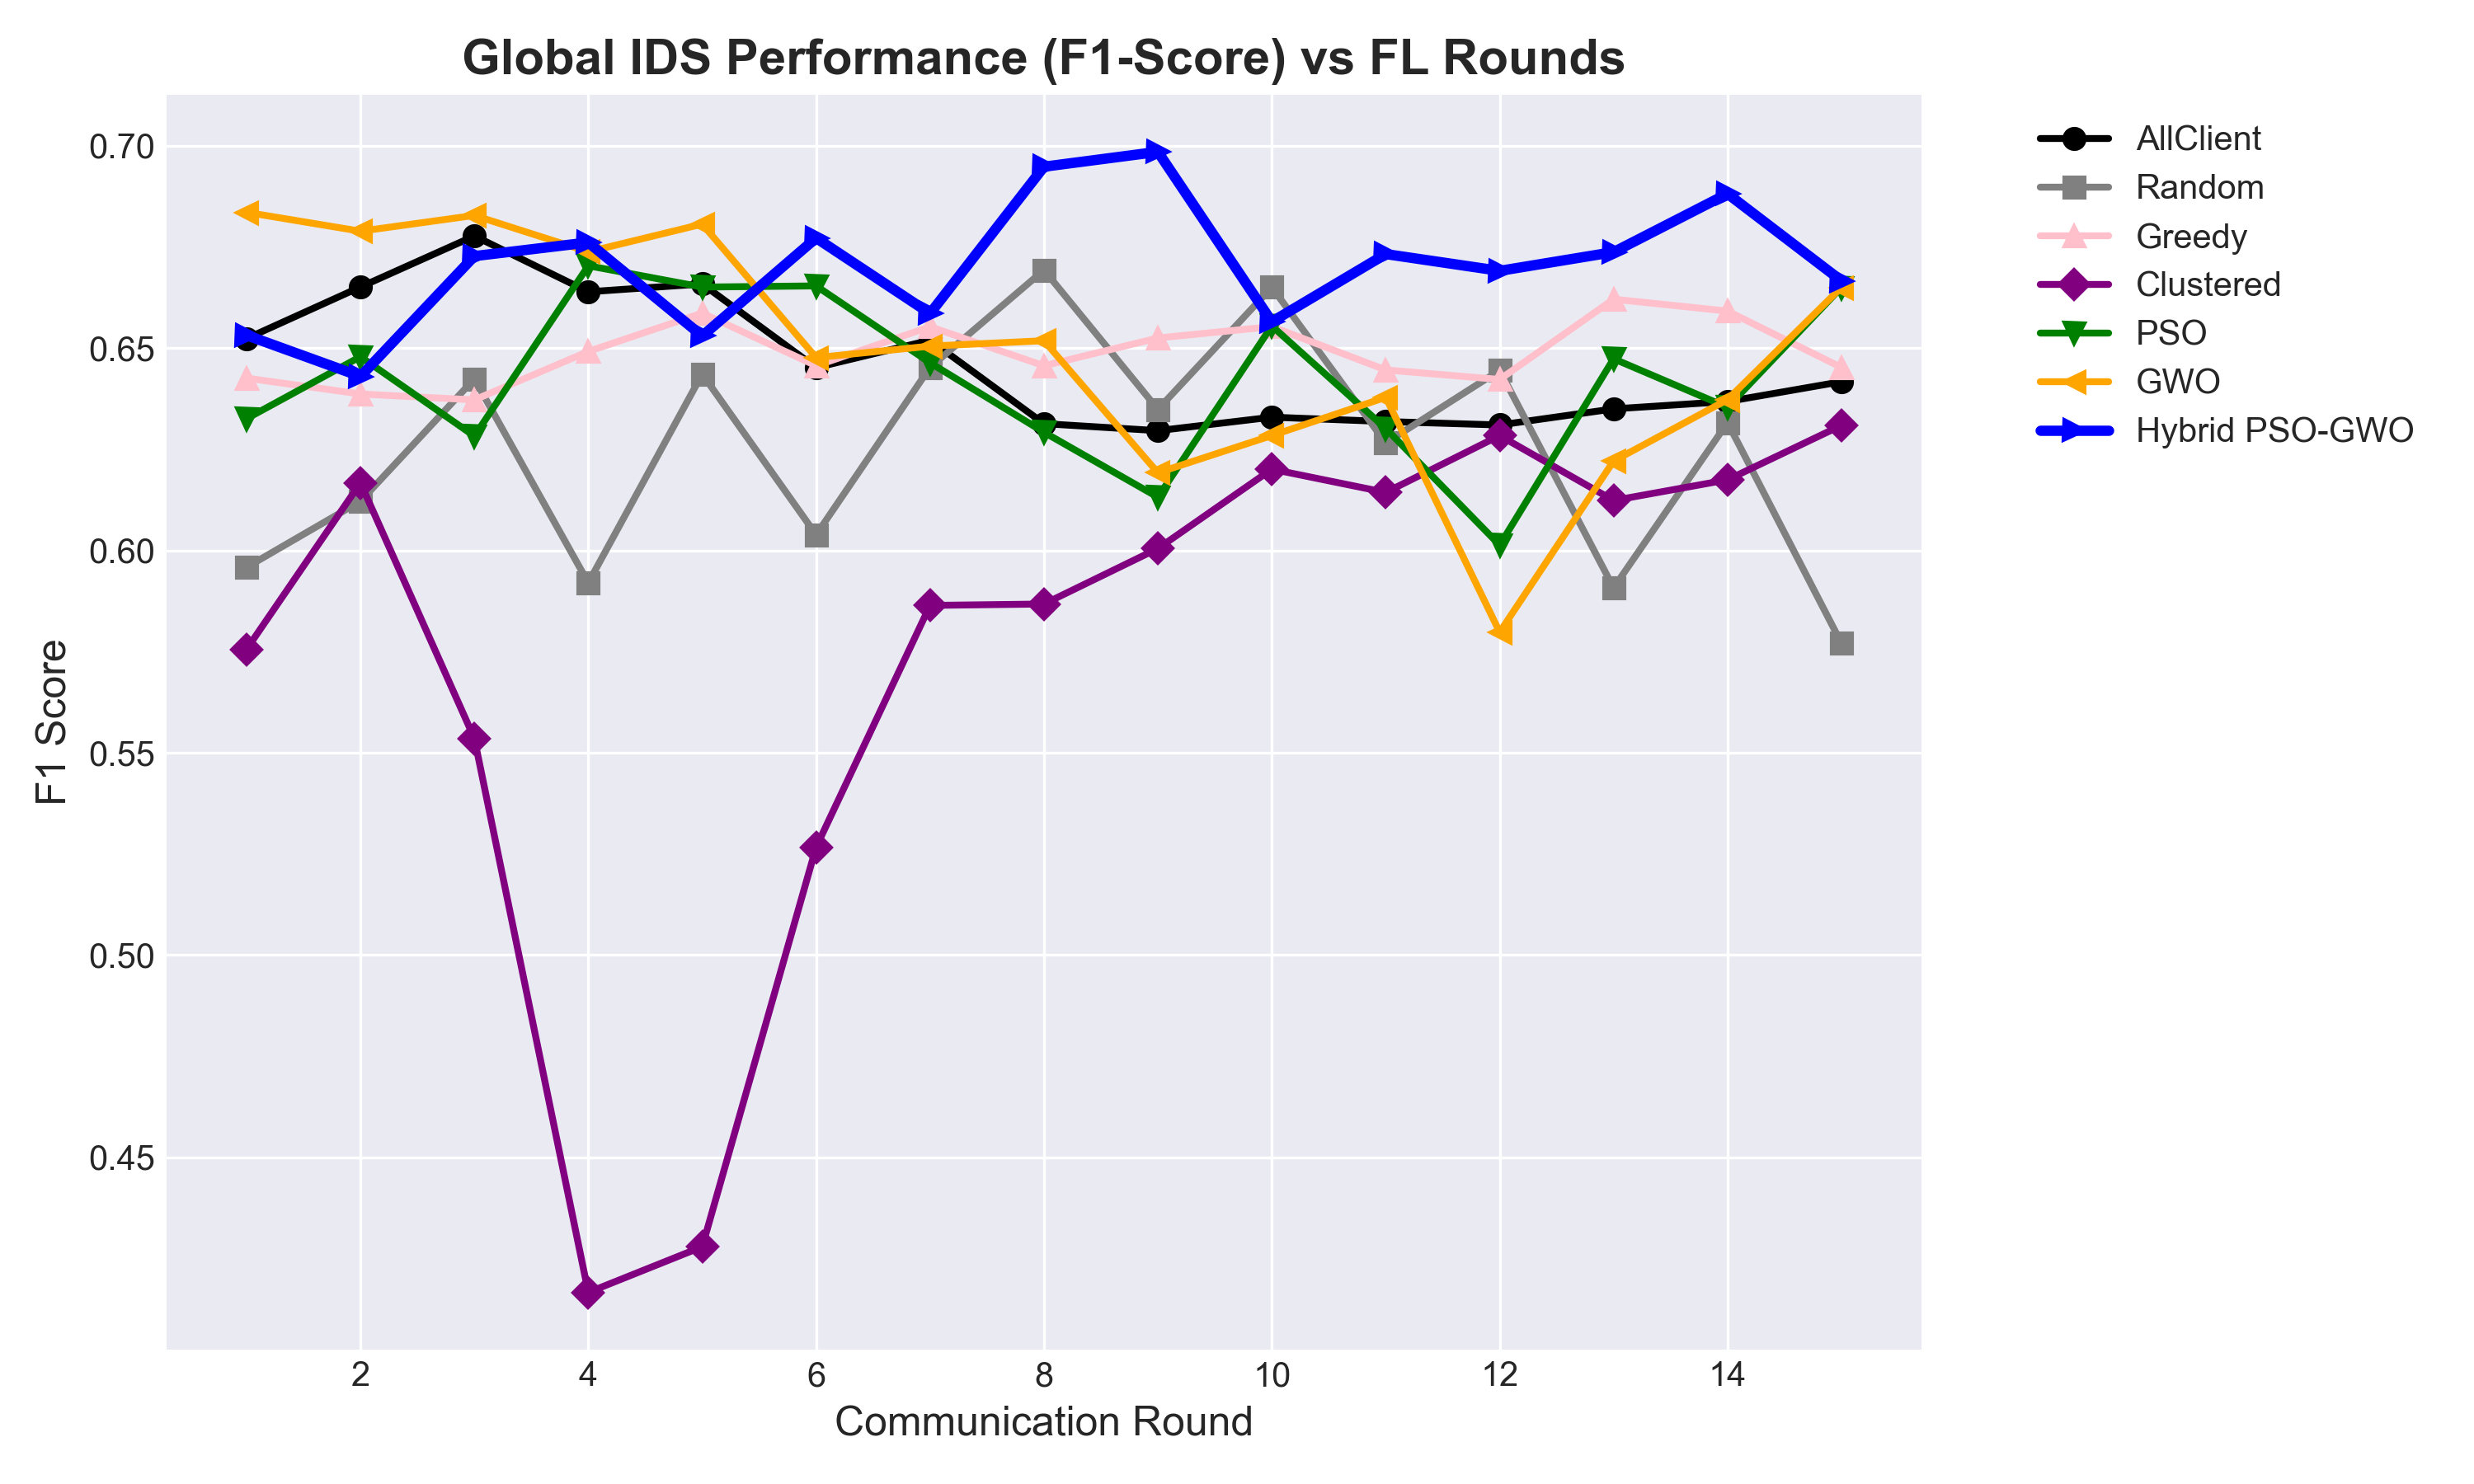 Global IDS Performance (F1-Score) vs FL Rounds
0.70
0.65
0.60
0.55
0.50
0.45
F1 Score
2 4 6 8 10 12 14
Communication Round
AllClient
Random
Greedy
Clustered
PSO
GWO
Hybrid PSO-GWO